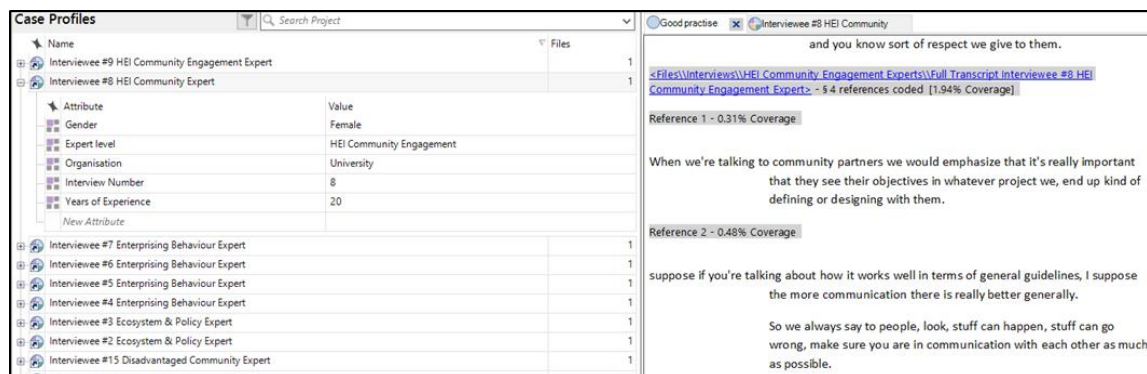 Case Profiles
Search Project
Name Files
Interviewee #9 HEI Community Engagement Expert 1
Interviewee #8 HEI Community Expert 1
Attribute Value
Gender Female
Expert level HEI Community Engagement
Organisation University
Interview Number 8
Years of Experience 20
New Attribute
Interviewee #7 Enterprising Behaviour Expert 1
Interviewee #6 Enterprising Behaviour Expert 1
Interviewee #5 Enterprising Behaviour Expert 1
Interviewee #4 Enterprising Behaviour Expert 1
Interviewee #3 Ecosystem & Policy Expert 1
Interviewee #2 Ecosystem & Policy Expert 1
Interviewee #15 Disadvantaged Community Expert 1
Good practise Interviewee #8 HEI Community
and you know sort of respect we give to them.
<Files\\Interviews\\HEI Community Engagement Experts\\Full Transcript Interviewee #8 HEI
Community Engagement Expert> - § 4 references coded [1.94% Coverage]
Reference 1 - 0.31% Coverage
When we're talking to community partners we would emphasize that it's really important
that they see their objectives in whatever project we, end up kind of
defining or designing with them.
Reference 2 - 0.48% Coverage
suppose if you're talking about how it works well in terms of general guidelines, I suppose
the more communication there is really better generally.
So we always say to people, look, stuff can happen, stuff can go
wrong, make sure you are in communication with each other as much
as possible.